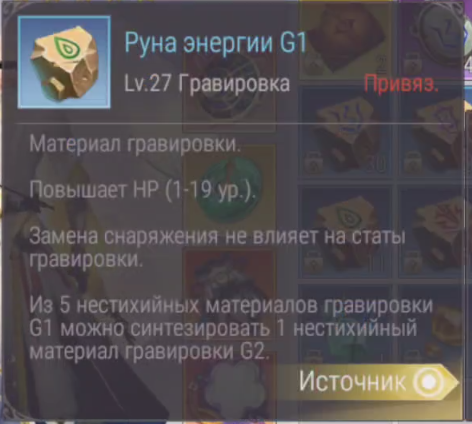 Руна энергии G1
Lv.27 Гравировка Привяз.
Материал гравировки.
Повышает HP (1-19 ур.).
Замена снаряжения не влияет на статы
гравировки.
Из 5 нестихийных материалов гравировки
G1 можно синтезировать 1 нестихийный
материал гравировки G2.
Источник